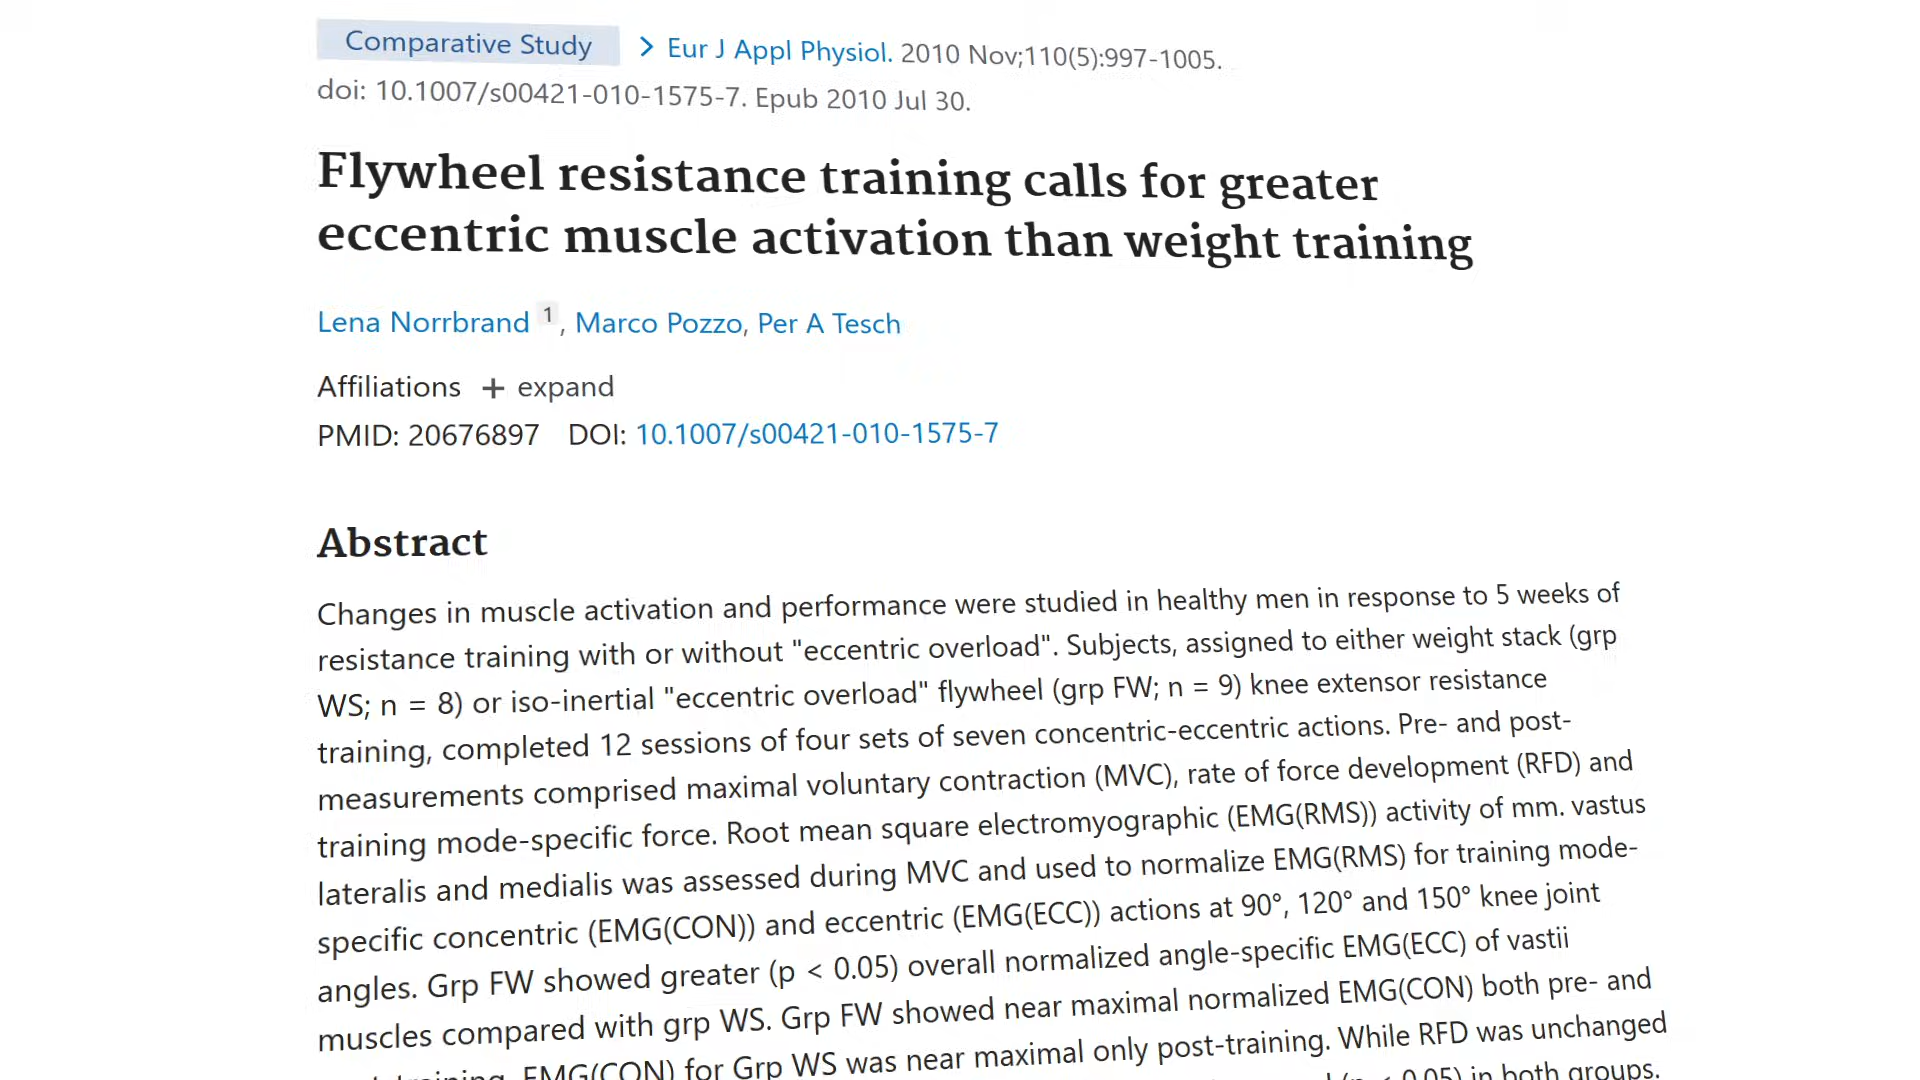 Comparative Study > Eur J Appl Physiol. 2010 Nov;110(5):997-1005.
doi: 10.1007/s00421-010-1575-7. Epub 2010 Jul 30.
Flywheel resistance training calls for greater
eccentric muscle activation than weight training
Lena Norrbrand 1, Marco Pozzo, Per A Tesch
Affiliations + expand
PMID: 20676897 DOI: 10.1007/s00421-010-1575-7
Abstract
Changes in muscle activation and performance were studied in healthy men in response to 5 weeks of
resistance training with or without "eccentric overload". Subjects, assigned to either weight stack (grp
WS; n = 8) or iso-inertial "eccentric overload" flywheel (grp FW; n = 9) knee extensor resistance
training, completed 12 sessions of four sets of seven concentric-eccentric actions. Pre- and post-
measurements comprised maximal voluntary contraction (MVC), rate of force development (RFD) and
training mode-specific force. Root mean square electromyographic (EMG(RMS)) activity of mm. vastus
lateralis and medialis was assessed during MVC and used to normalize EMG(RMS) for training mode-
specific concentric (EMG(CON)) and eccentric (EMG(ECC)) actions at 90°, 120° and 150° knee joint
angles. Grp FW showed greater (p < 0.05) overall normalized angle-specific EMG(ECC) of vastii
muscles compared with grp WS. Grp FW showed near maximal normalized EMG(CON) both pre- and
training. EMG(CON) for Grp WS was near maximal only post-training. While RFD was unchanged
(p < 0.05) in both groups.